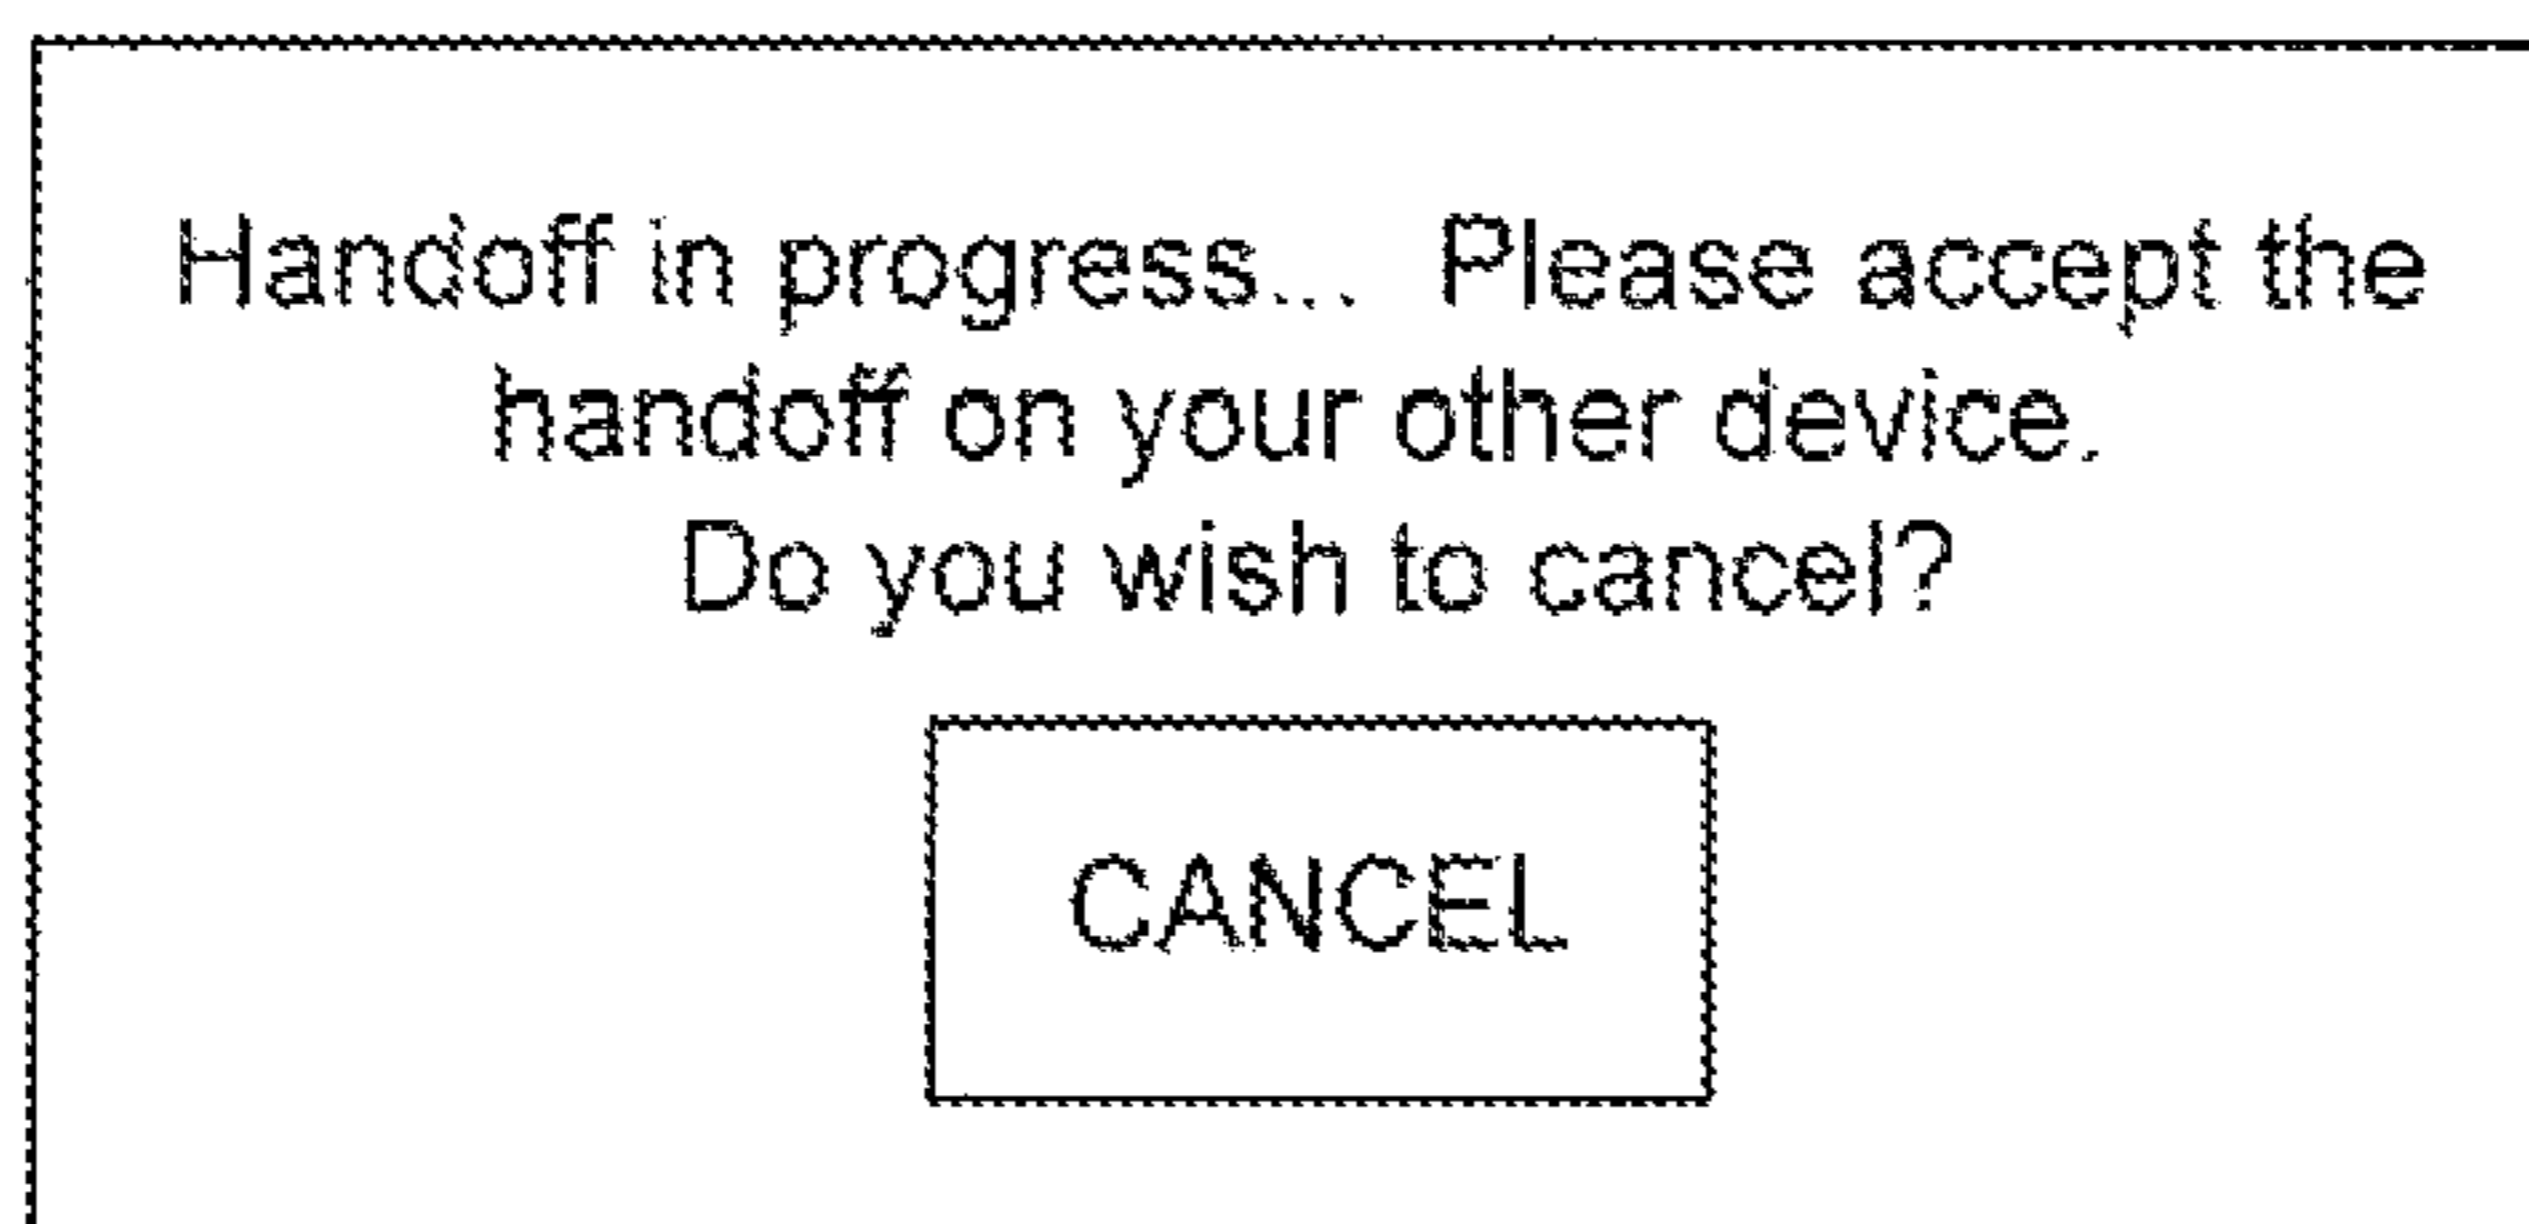 Handoff in progress... Please accept the
handoff on your other device.
Do you wish to cancel?
CANCEL